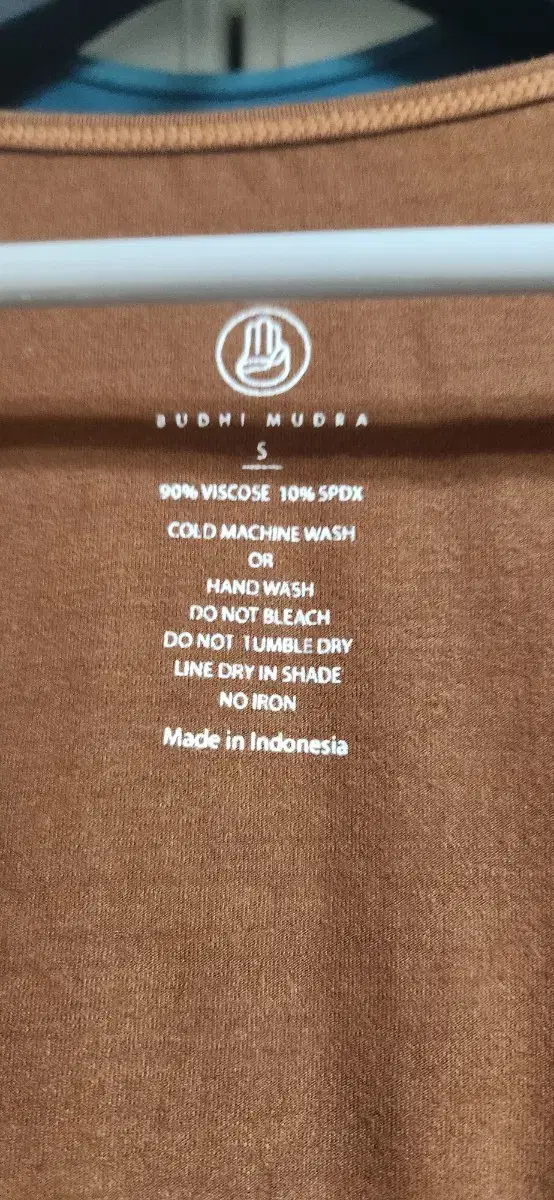 BUDHI MUDRA
S
90% VISCOSE 10% SPDX
COLD MACHINE WASH
OR
HAND WASH
DO NOT BLEACH
DO NOT TUMBLE DRY
LINE DRY IN SHADE
NO IRON
Made in Indonesia